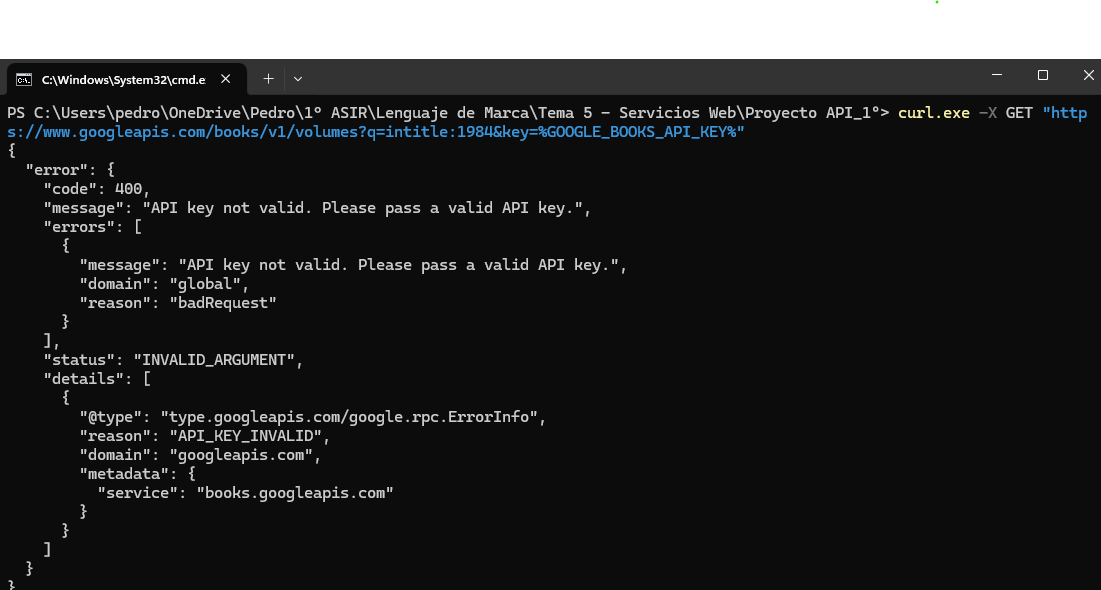 C:\Windows\System32\cmd.e
PS C:\Users\pedro\OneDrive\Pedro\1º ASIR\Lenguaje de Marca\Tema 5 - Servicios Web\Proyecto API_1º> curl.exe -X GET "http
s://www.googleapis.com/books/v1/volumes?q=intitle:1984&key=%GOOGLE_BOOKS_API_KEY%"
{
  "error": {
    "code": 400,
    "message": "API key not valid. Please pass a valid API key.",
    "errors": [
      {
        "message": "API key not valid. Please pass a valid API key.",
        "domain": "global",
        "reason": "badRequest"
      }
    ],
    "status": "INVALID_ARGUMENT",
    "details": [
      {
        "@type": "type.googleapis.com/google.rpc.ErrorInfo",
        "reason": "API_KEY_INVALID",
        "domain": "googleapis.com",
        "metadata": {
          "service": "books.googleapis.com"
        }
      }
    ]
  }
}